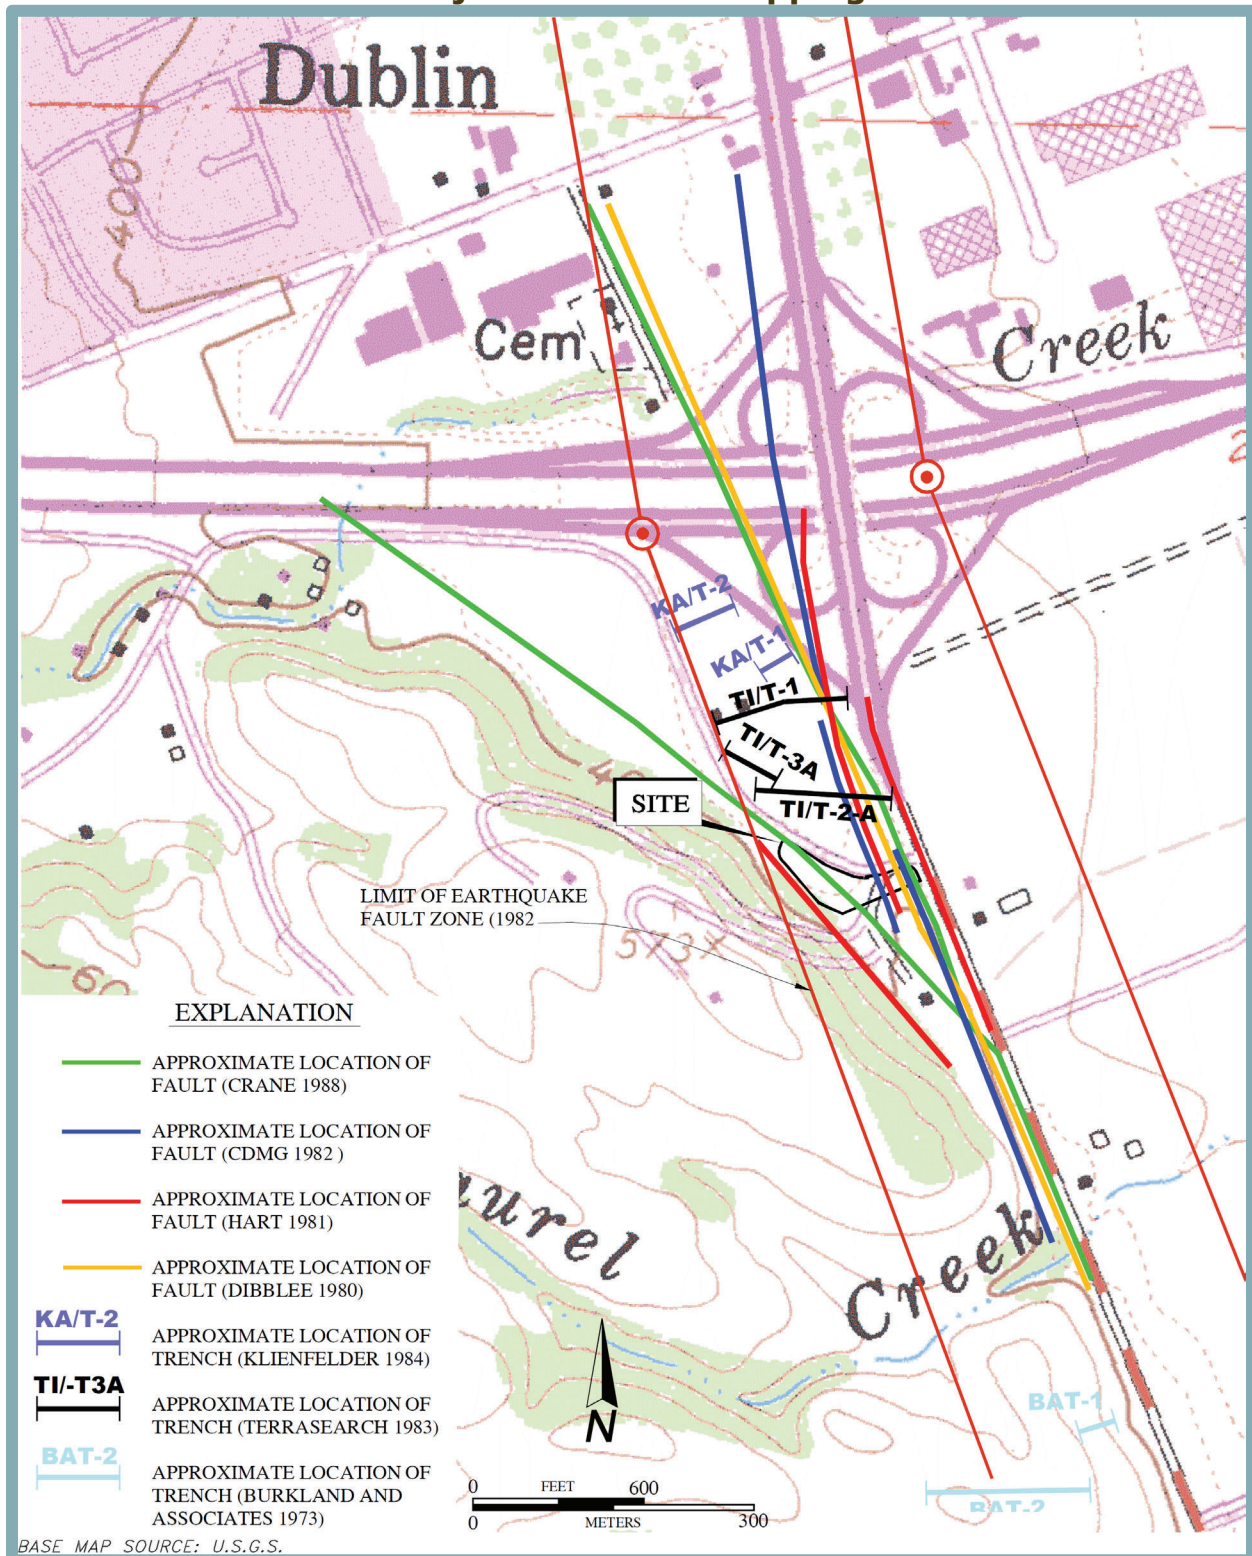 Dublin
400
Cem
Creek
KA/T-2
KA/T-1
TI/T-1
TI/T-3A
TI/T-2-A
SITE
LIMIT OF EARTHQUAKE
FAULT ZONE (1982
EXPLANATION
APPROXIMATE LOCATION OF
FAULT (CRANE 1988)
APPROXIMATE LOCATION OF
FAULT (CDMG 1982 )
APPROXIMATE LOCATION OF
FAULT (HART 1981)
APPROXIMATE LOCATION OF
FAULT (DIBBLEE 1980)
KA/T-2
APPROXIMATE LOCATION OF
TRENCH (KLIENFELDER 1984)
TI/-T3A
APPROXIMATE LOCATION OF
TRENCH (TERRASEARCH 1983)
BAT-2
APPROXIMATE LOCATION OF
TRENCH (BURKLAND AND
ASSOCIATES 1973)
aurel
Creek
N
BAT-1
BAT-2
0 FEET 600
0 METERS 300
BASE MAP SOURCE: U.S.G.S.